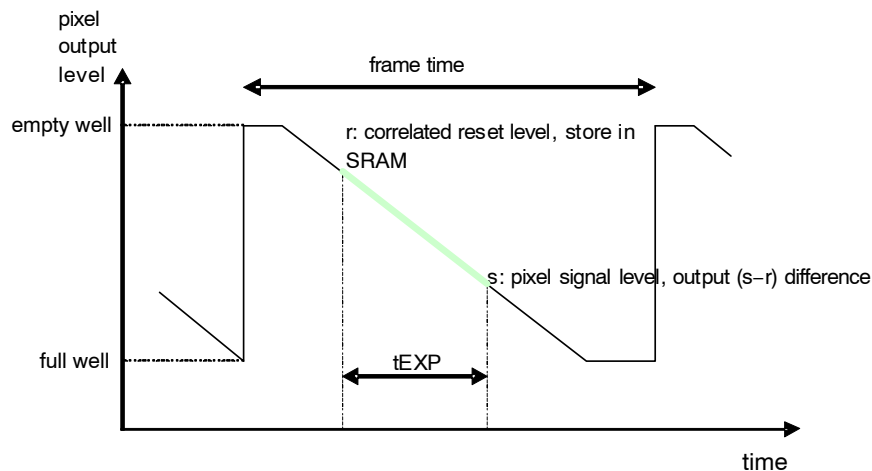 pixel
output
level
frame time
empty well
r: correlated reset level, store in
SRAM
s: pixel signal level, output (s−r) difference
full well
tEXP
time